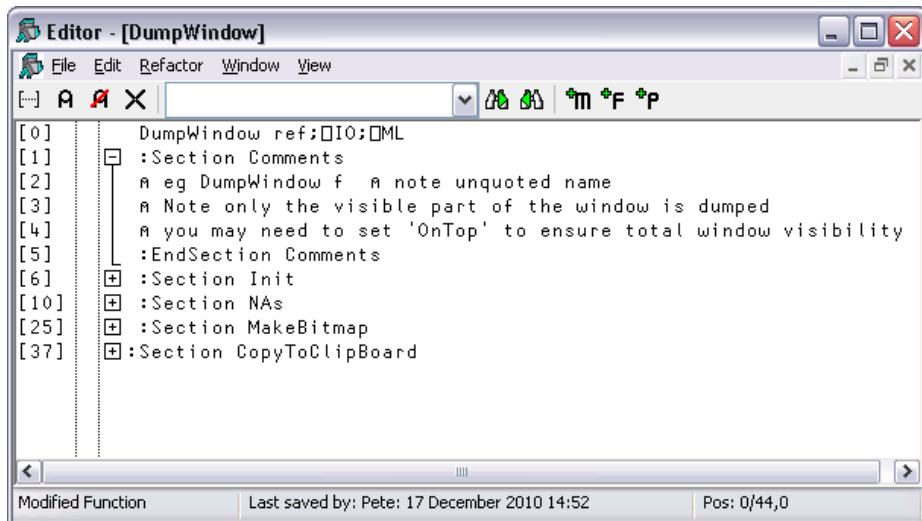 Editor - [DumpWindow]
File Edit Refactor Window View
[...] ⍝ ⍝ ⁺m ⁺F ⁺P
[0] DumpWindow ref;⎕IO;⎕ML
[1] :Section Comments
[2] ⍝ eg DumpWindow f ⍝ note unquoted name
[3] ⍝ Note only the visible part of the window is dumped
[4] ⍝ you may need to set 'OnTop' to ensure total window visibility
[5] :EndSection Comments
[6] :Section Init
[10] :Section NAs
[25] :Section MakeBitmap
[37] :Section CopyToClipBoard
Modified Function Last saved by: Pete: 17 December 2010 14:52 Pos: 0/44,0